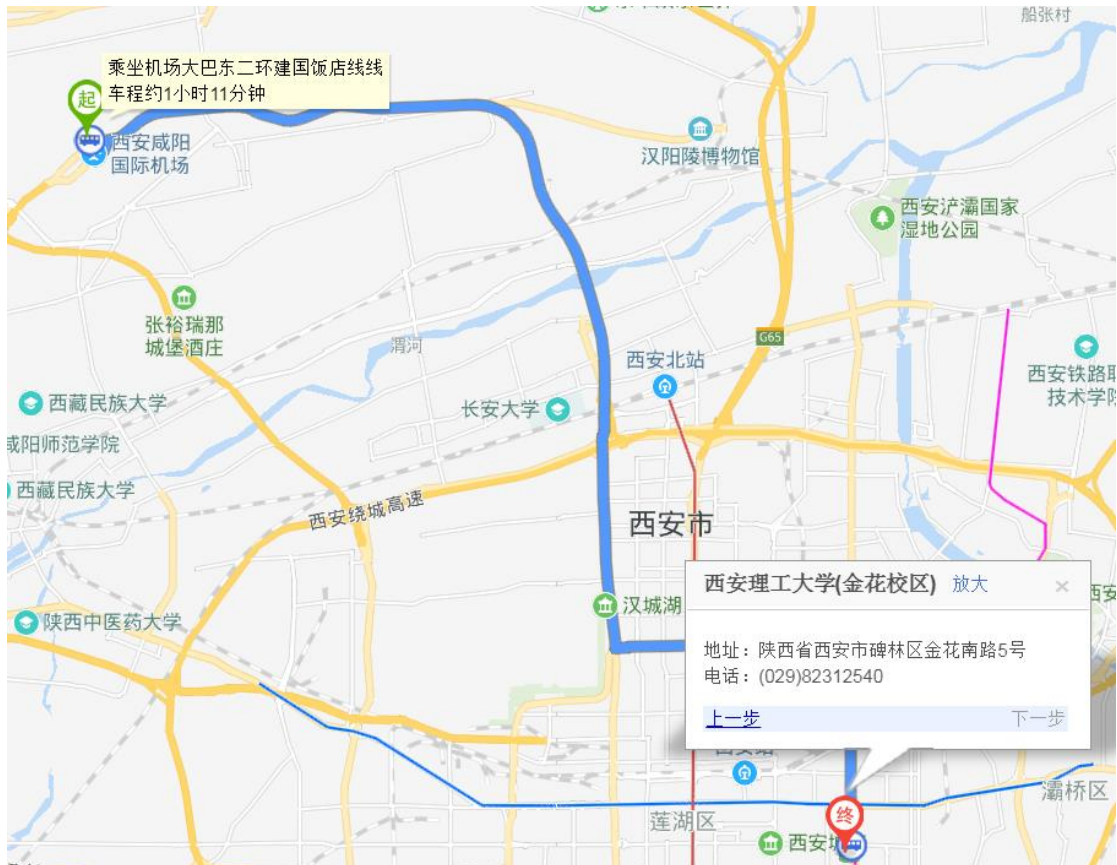 船张村
乘坐机场大巴东二环建国饭店线线
车程约1小时11分钟
起
西安咸阳
国际机场
汉阳陵博物馆
西安浐灞国家
湿地公园
张裕瑞那
城堡酒庄
渭河
G65
西安北站
西安铁路职
技术学院
西藏民族大学
长安大学
咸阳师范学院
西藏民族大学
西安绕城高速
西安市
西安理工大学(金花校区) 放大 ×
汉城湖
西安
陕西中医药大学
地址：陕西省西安市碑林区金花南路5号
电话：(029)82312540
上一步 下一步
灞桥区
终
莲湖区
西安城